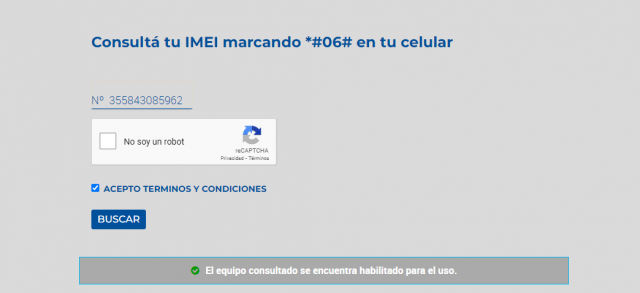 Consultá tu IMEI marcando *#06# en tu celular
Nº 355843085962
No soy un robot
reCAPTCHA
Privacidad - Términos
ACEPTO TERMINOS Y CONDICIONES
BUSCAR
El equipo consultado se encuentra habilitado para el uso.